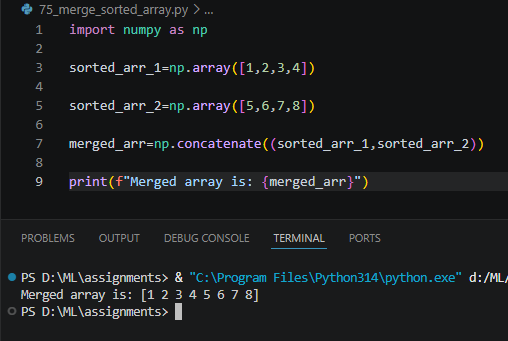 75_merge_sorted_array.py > ...
1 import numpy as np
2
3 sorted_arr_1=np.array([1,2,3,4])
4
5 sorted_arr_2=np.array([5,6,7,8])
6
7 merged_arr=np.concatenate((sorted_arr_1,sorted_arr_2))
8
9 print(f"Merged array is: {merged_arr}")
PROBLEMS OUTPUT DEBUG CONSOLE TERMINAL PORTS
PS D:\ML\assignments> & "C:\Program Files\Python314\python.exe" d:/ML/
Merged array is: [1 2 3 4 5 6 7 8]
PS D:\ML\assignments>